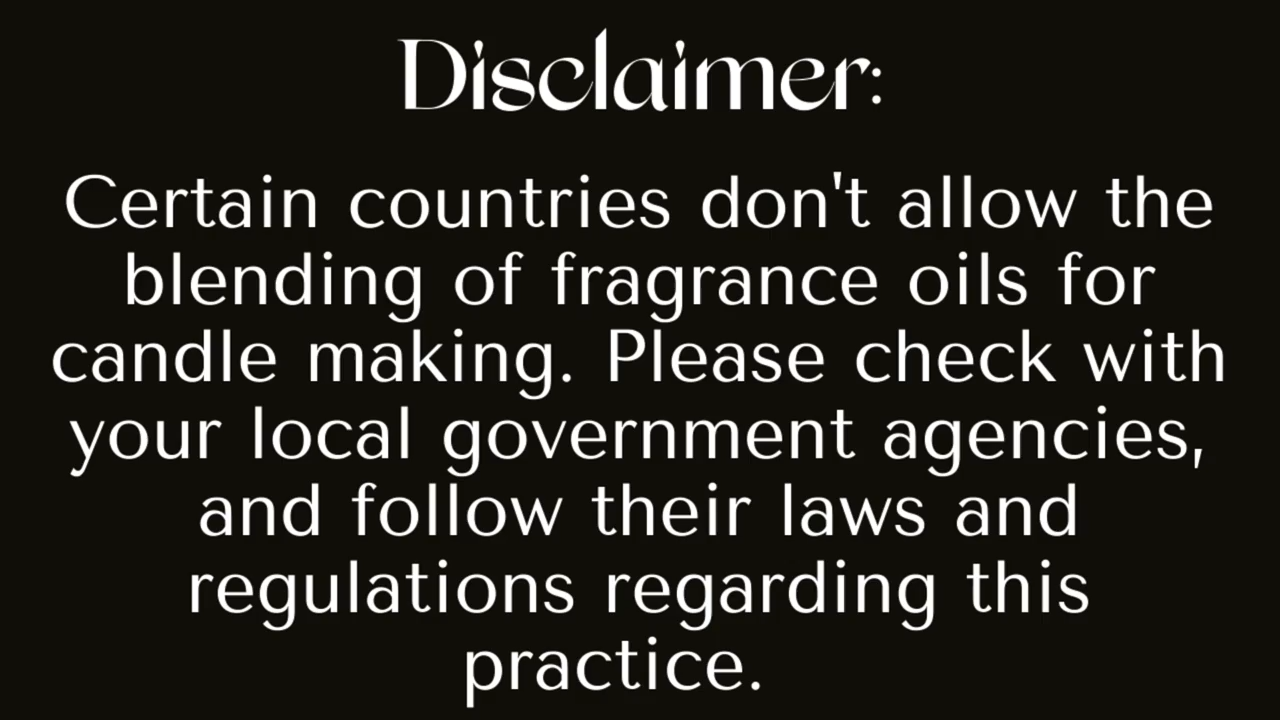 Disclaimer:
Certain countries don't allow the
blending of fragrance oils for
candle making. Please check with
your local government agencies,
and follow their laws and
regulations regarding this
practice.